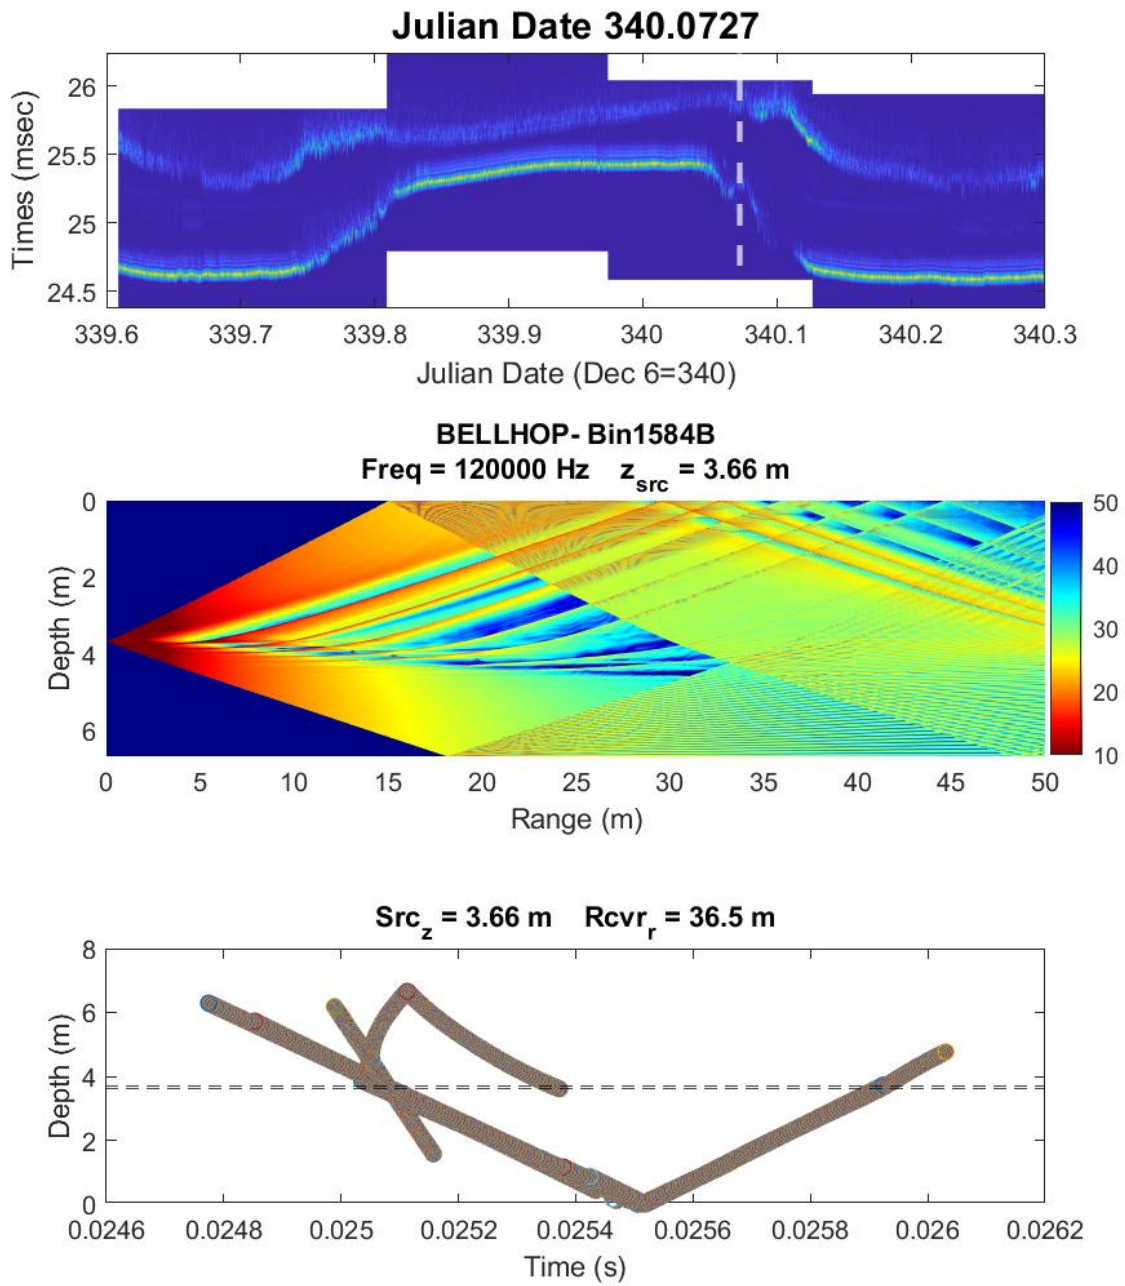 Julian Date 340.0727
26
25.5
25
24.5
Times (msec)
339.6 339.7 339.8 339.9 340 340.1 340.2 340.3
Julian Date (Dec 6=340)
BELLHOP- Bin1584B
Freq = 120000 Hz z_src = 3.66 m
0
2
4
6
Depth (m)
50
40
30
20
10
0 5 10 15 20 25 30 35 40 45 50
Range (m)
Src_z = 3.66 m Rcvr_r = 36.5 m
8
6
4
2
0
Depth (m)
0.0246 0.0248 0.025 0.0252 0.0254 0.0256 0.0258 0.026 0.0262
Time (s)